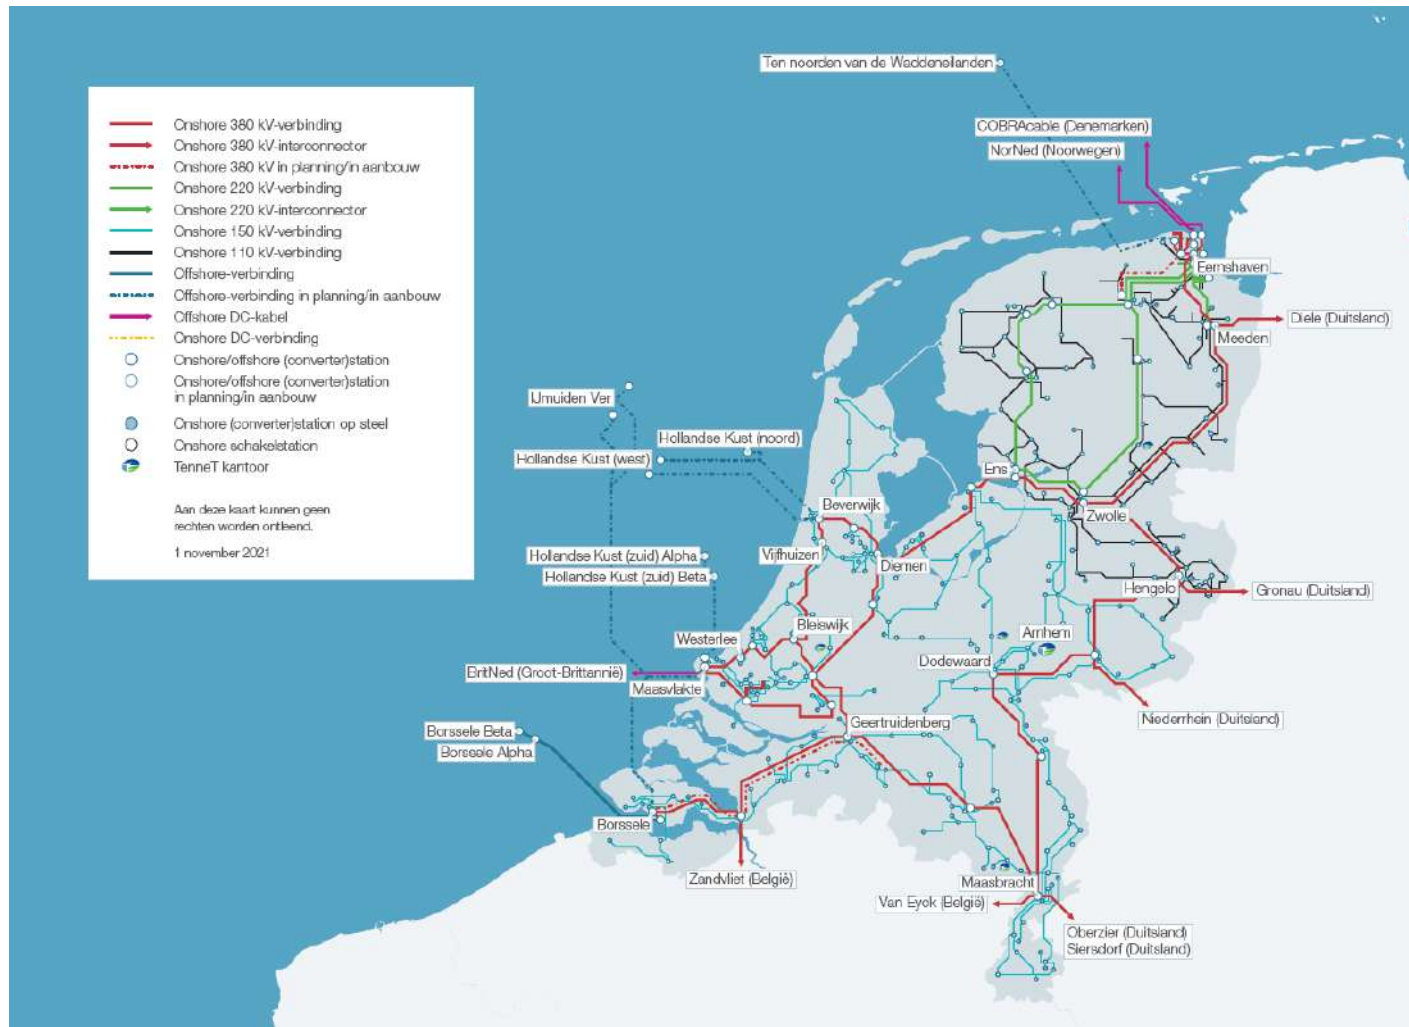 Onshore 380 kV-verbinding
Onshore 380 kV-interconnector
Onshore 380 kV in planning/in aanbouw
Onshore 220 kV-verbinding
Onshore 220 kV-interconnector
Onshore 150 kV-verbinding
Onshore 110 kV-verbinding
Offshore-verbinding
Offshore-verbinding in planning/in aanbouw
Offshore DC-kabel
Onshore DC-verbinding
Onshore/offshore (converter)station
Onshore/offshore (converter)station
in planning/in aanbouw
Onshore (converter)station op steel
Onshore schakelstation
TenneT kantoor
Aan deze kaart kunnen geen
rechten worden ontleend.
1 november 2021
Ten noorden van de Waddeneilanden
COBRAcable (Denemarken)
NorNed (Noorwegen)
Eemshaven
Diele (Duitsland)
Meeden
IJmuiden Ver
Hollandse Kust (noord)
Hollandse Kust (west)
Ens
Beverwijk
Zwolle
Vijfhuizen
Hollandse Kust (zuid) Alpha
Diemen
Hollandse Kust (zuid) Beta
Hengelo
Gronau (Duitsland)
Bleiswijk
Arnhem
Westerlee
Dodewaard
BritNed (Groot-Brittannië)
Maasvlakte
Niederrhein (Duitsland)
Geertruidenberg
Borssele Beta
Borssele Alpha
Borssele
Zandvliet (België)
Maasbracht
Van Eyck (België)
Oberzier (Duitsland)
Siersdorf (Duitsland)